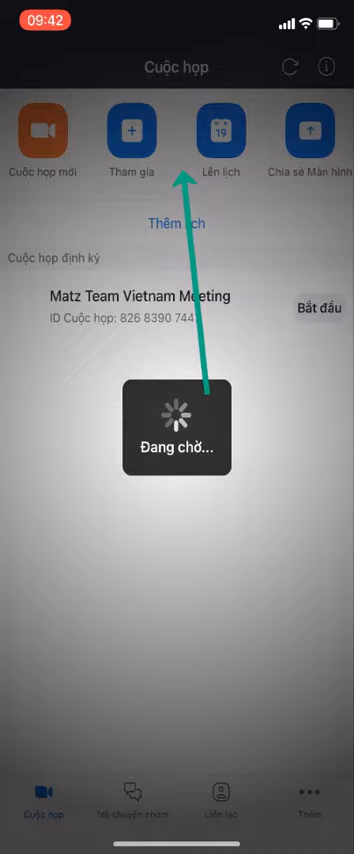 09:42
Cuộc họp
19
Cuộc họp mới
Tham gia
Lên lịch
Chia sẻ Màn hình
Thêm lịch
Cuộc họp định kỳ
Matz Team Vietnam Meeting
ID Cuộc họp: 826 8390 744
Bắt đầu
Đang chờ...
Cuộc họp
Trò chuyện nhóm
Liên lạc
Thêm